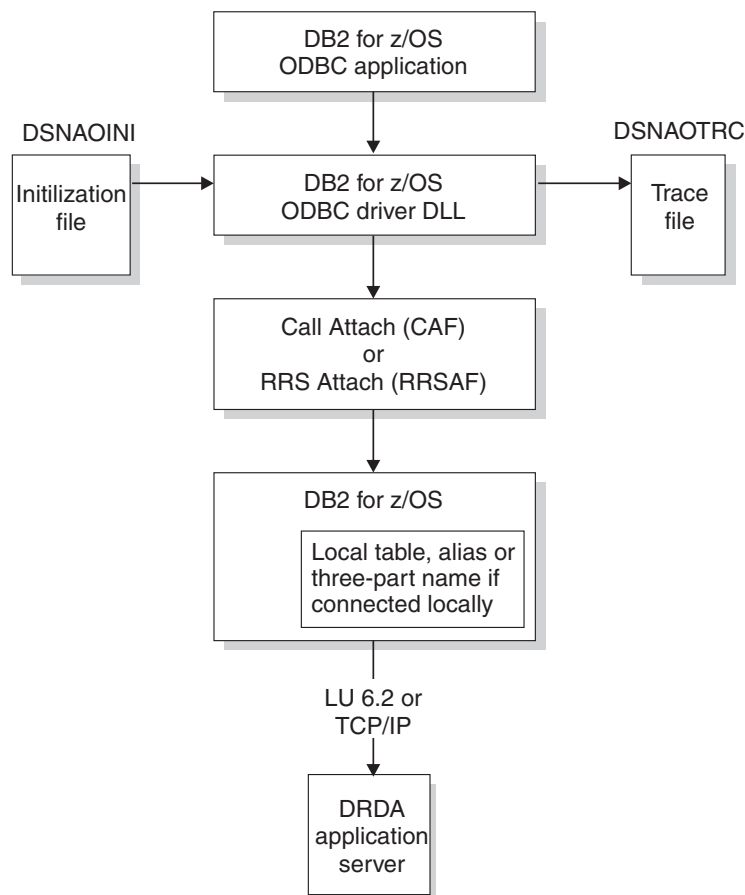 DB2 for z/OS
ODBC application
DSNAOINI
DSNAOTRC
Initilization
file
DB2 for z/OS
ODBC driver DLL
Trace
file
Call Attach (CAF)
or
RRS Attach (RRSAF)
DB2 for z/OS
Local table, alias or
three-part name if
connected locally
LU 6.2 or
TCP/IP
DRDA
application
server